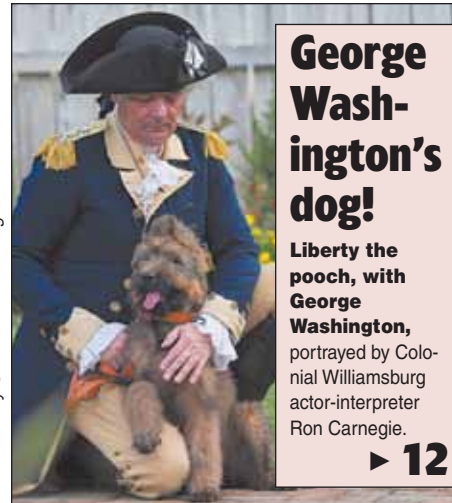 George
Wash-
ington's
dog!
Liberty the
pooch, with
George
Washington,
portrayed by Colo-
nial Williamsburg
actor-interpreter
Ron Carnegie.
► 12